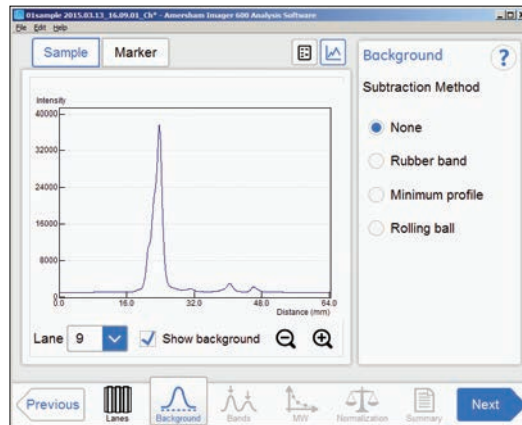 01sample 2015.03.13_16.09.01_Ch* - Amersham Imager 600 Analysis Software
File Edit Help
Sample
Marker
Background
?
Subtraction Method
None
Rubber band
Minimum profile
Rolling ball
Intensity
40000
32000
24000
16000
8000
0
0.0 16.0 32.0 48.0 64.0
Distance (mm)
Lane 9 Show background
Previous
Lanes
Background
Bands
MW
Normalization
Summary
Next